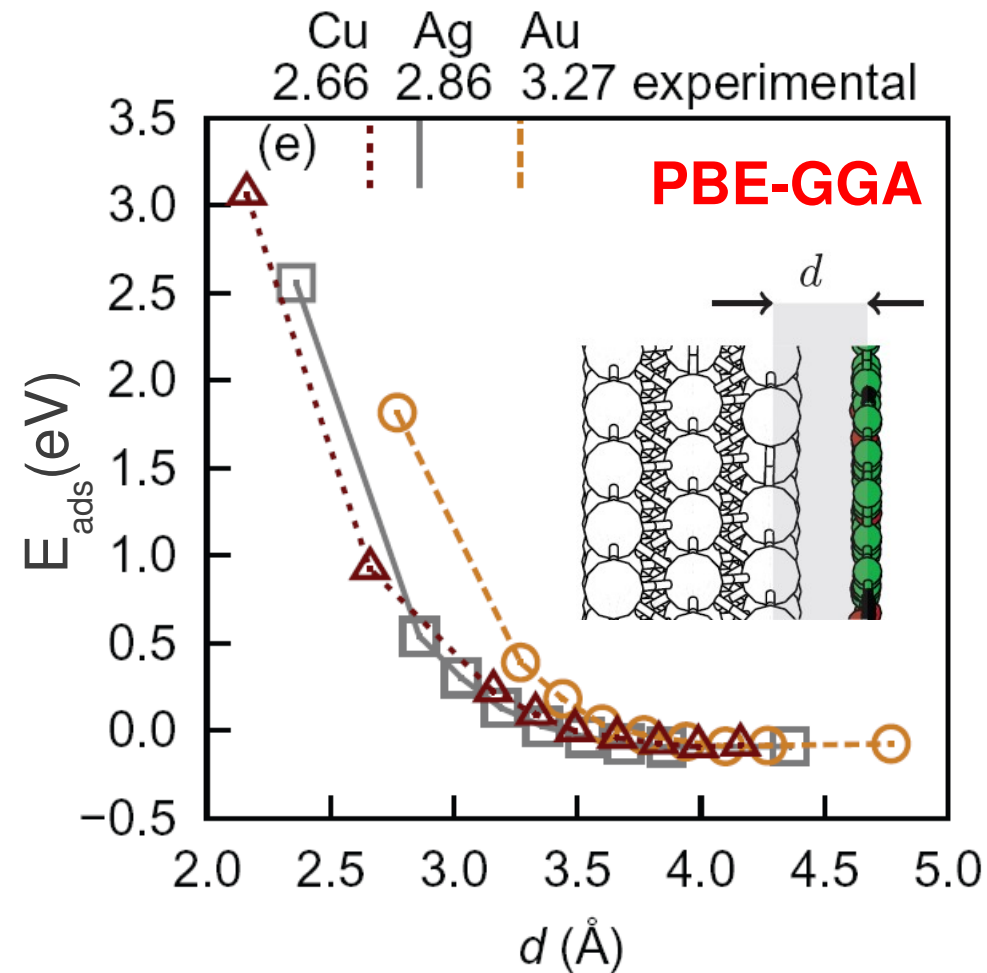 Cu Ag Au
2.66 2.86 3.27 experimental
(e)
PBE-GGA
d
3.5
3.0
2.5
2.0
1.5
1.0
0.5
0.0
−0.5
E_ads (eV)
2.0 2.5 3.0 3.5 4.0 4.5 5.0
d (Å)